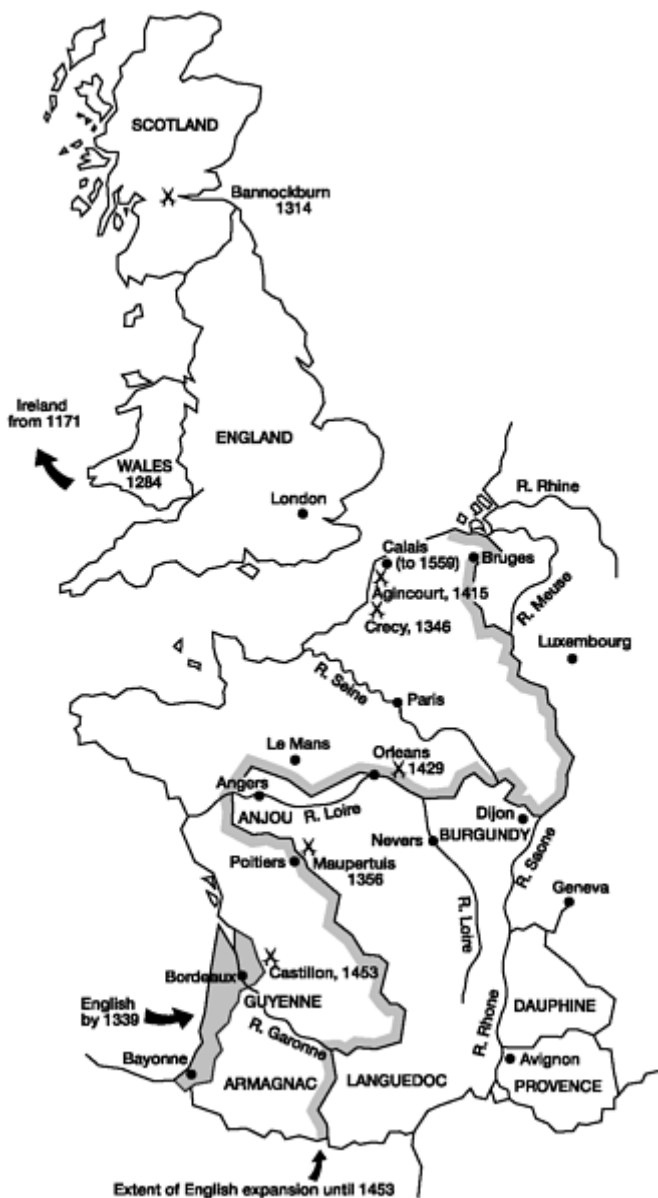 SCOTLAND
Bannockburn
1314
Ireland
from 1171
ENGLAND
WALES
1284
London
R. Rhine
Calais
(to 1559)
Bruges
Agincourt, 1415
R. Meuse
Crecy, 1346
Luxembourg
R. Seine
Paris
Le Mans
Orleans
1429
Angers
ANJOU
R. Loire
Dijon
Nevers
BURGUNDY
Poitiers
Maupertuis
1356
R. Saone
Geneva
R. Loire
Castillon, 1453
Bordeaux
GUYENNE
English
by 1339
R. Garonne
R. Rhone
DAUPHINE
Bayonne
Avignon
ARMAGNAC
LANGUEDOC
PROVENCE
Extent of English expansion until 1453